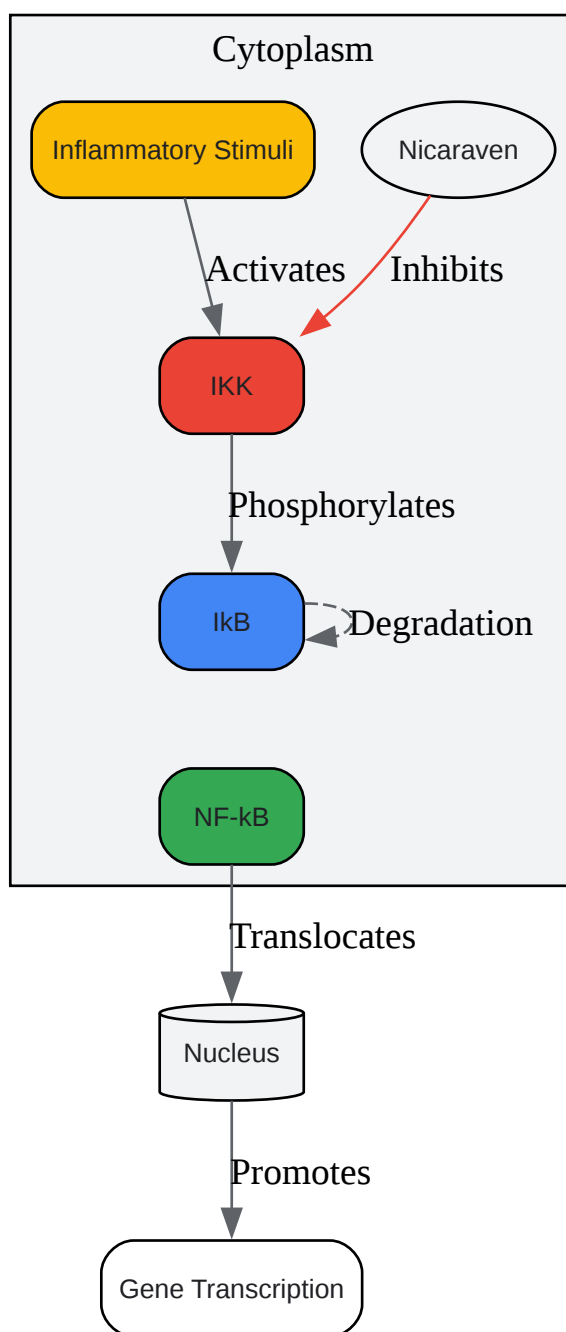 Cytoplasm
Inflammatory Stimuli
Nicaraven
Activates
Inhibits
IKK
Phosphorylates
IkB
Degradation
NF-kB
Translocates
Nucleus
Promotes
Gene Transcription